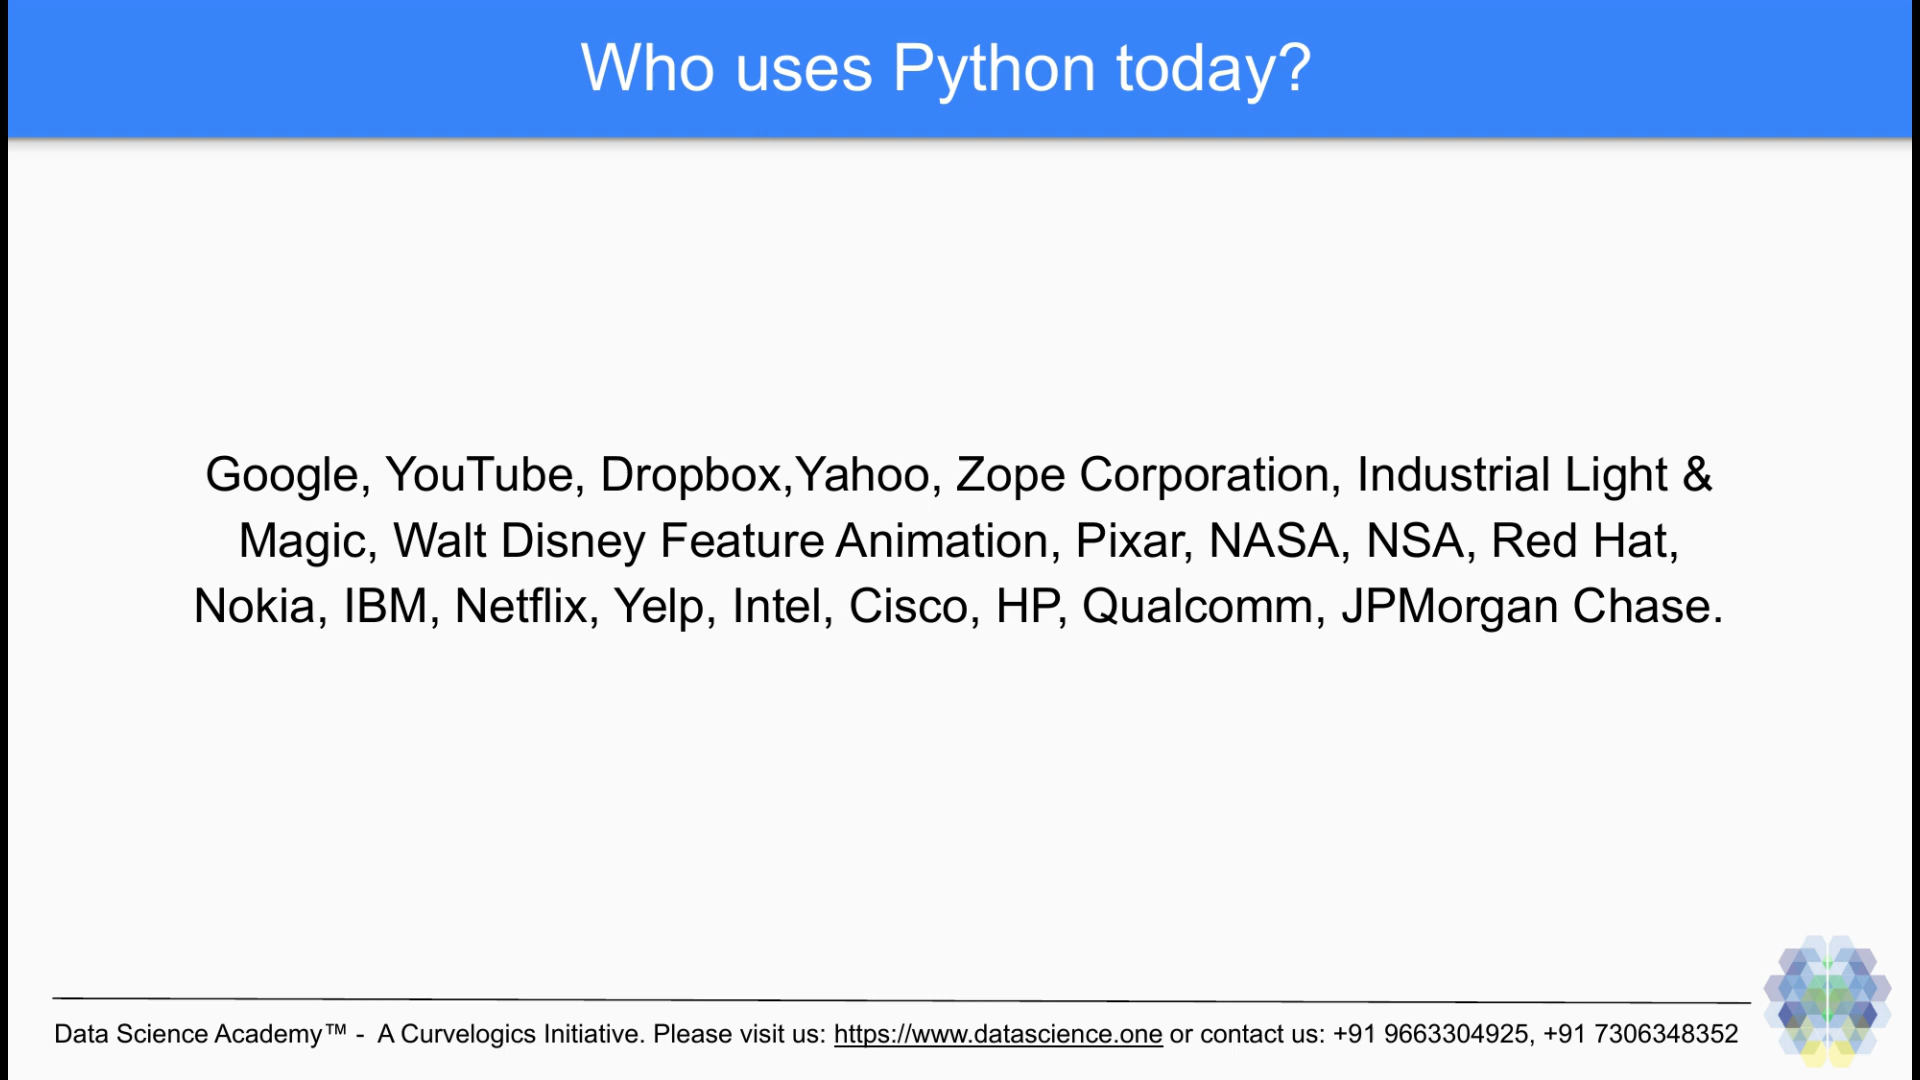 Who uses Python today?
Google, YouTube, Dropbox,Yahoo, Zope Corporation, Industrial Light &
Magic, Walt Disney Feature Animation, Pixar, NASA, NSA, Red Hat,
Nokia, IBM, Netflix, Yelp, Intel, Cisco, HP, Qualcomm, JPMorgan Chase.
Data Science Academy™ - A Curvelogics Initiative. Please visit us: https://www.datascience.one or contact us: +91 9663304925, +91 7306348352